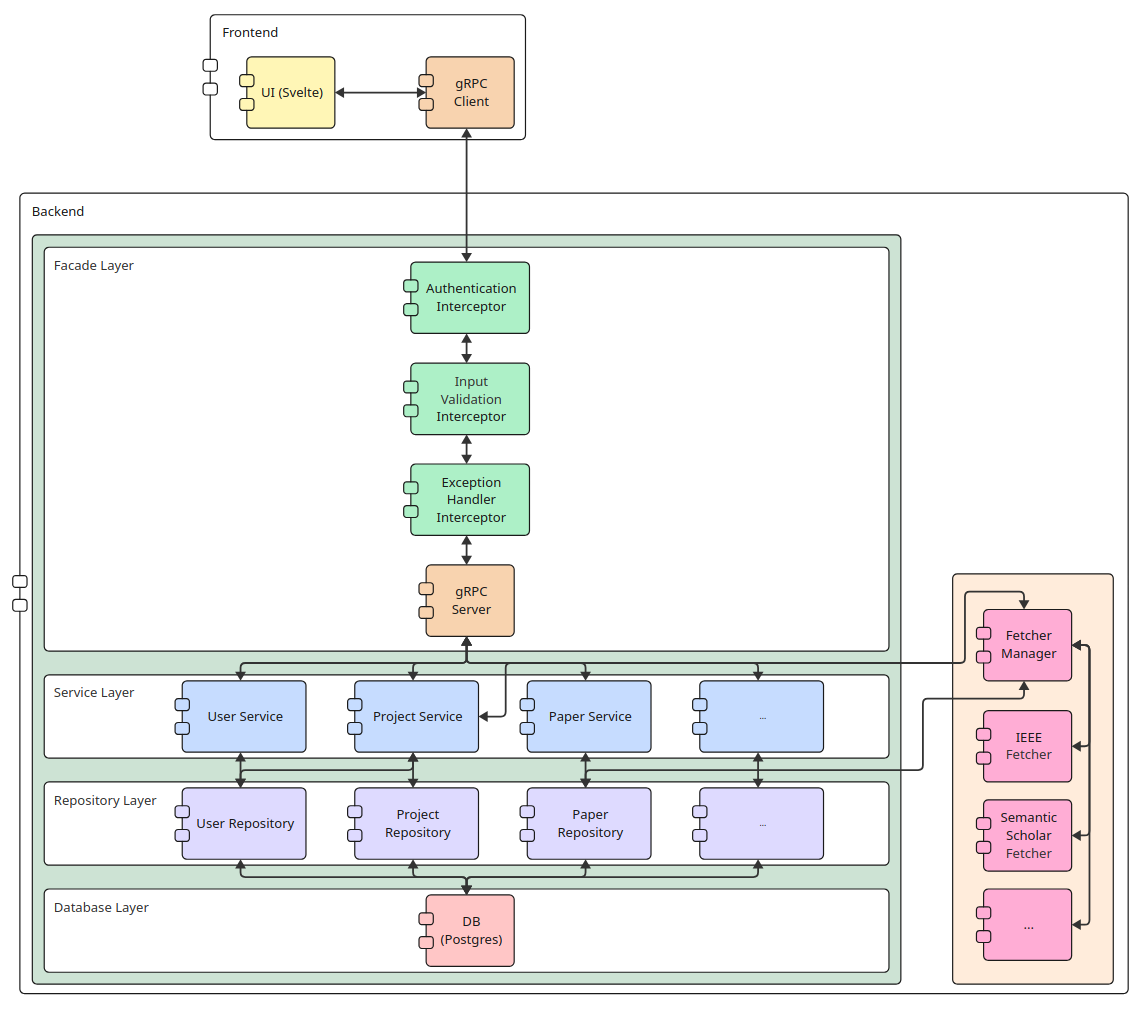 Frontend
UI (Svelte)
gRPC
Client
Backend
Facade Layer
Authentication
Interceptor
Input
Validation
Interceptor
Exception
Handler
Interceptor
gRPC
Server
Fetcher
Manager
Service Layer
User Service
Project Service
Paper Service
...
IEEE
Fetcher
Repository Layer
User Repository
Project
Repository
Paper
Repository
...
Semantic
Scholar
Fetcher
Database Layer
DB
(Postgres)
...